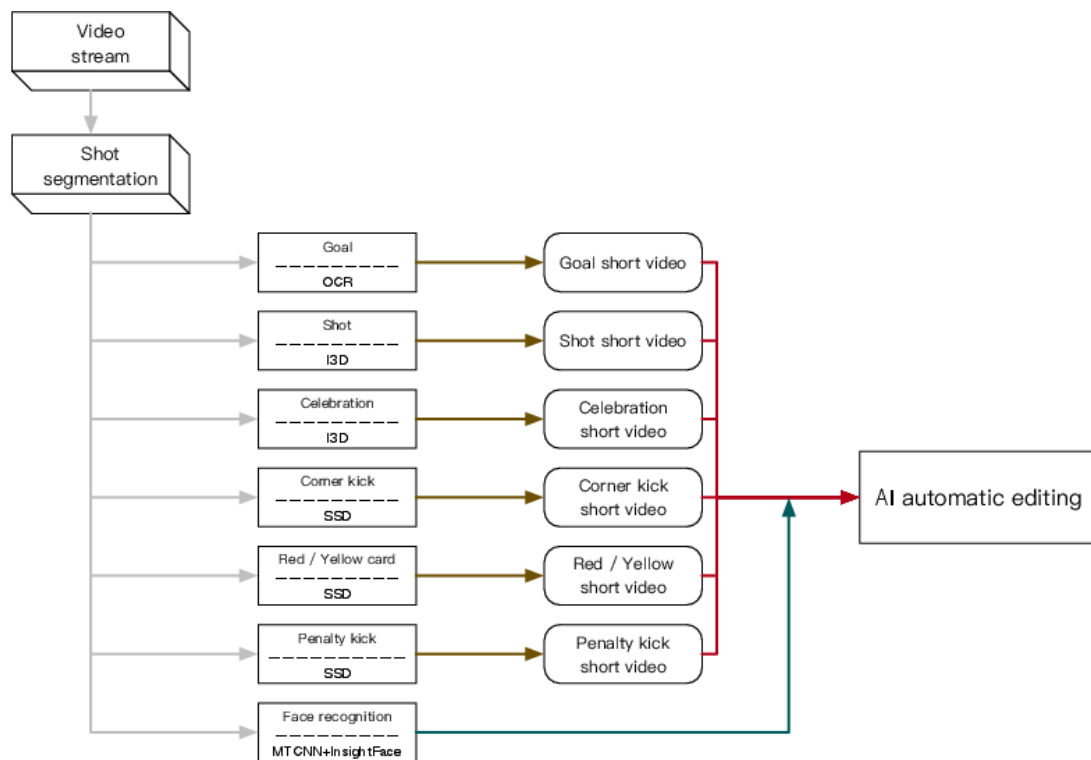 Video
stream
Shot
segmentation
Goal
OCR
Goal short video
Shot
I3D
Shot short video
Celebration
I3D
Celebration
short video
Corner kick
SSD
Corner kick
short video
AI automatic editing
Red / Yellow card
SSD
Red / Yellow
short video
Penalty kick
SSD
Penalty kick
short video
Face recognition
MTCNN+InsightFace